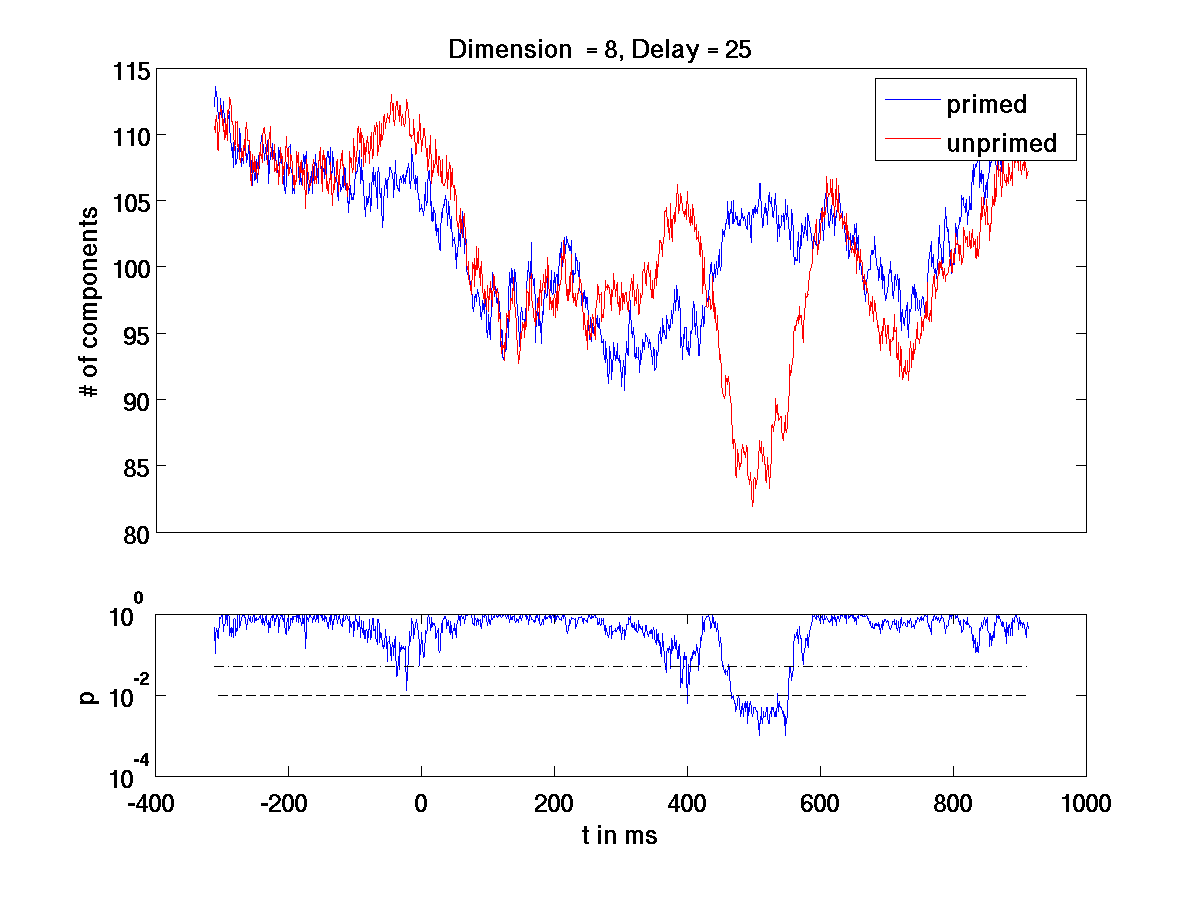 Dimension = 8, Delay = 25
115
110
105
100
95
90
85
80
# of components
primed
unprimed
10^0
10^-2
10^-4
p
-400 -200 0 200 400 600 800 1000
t in ms